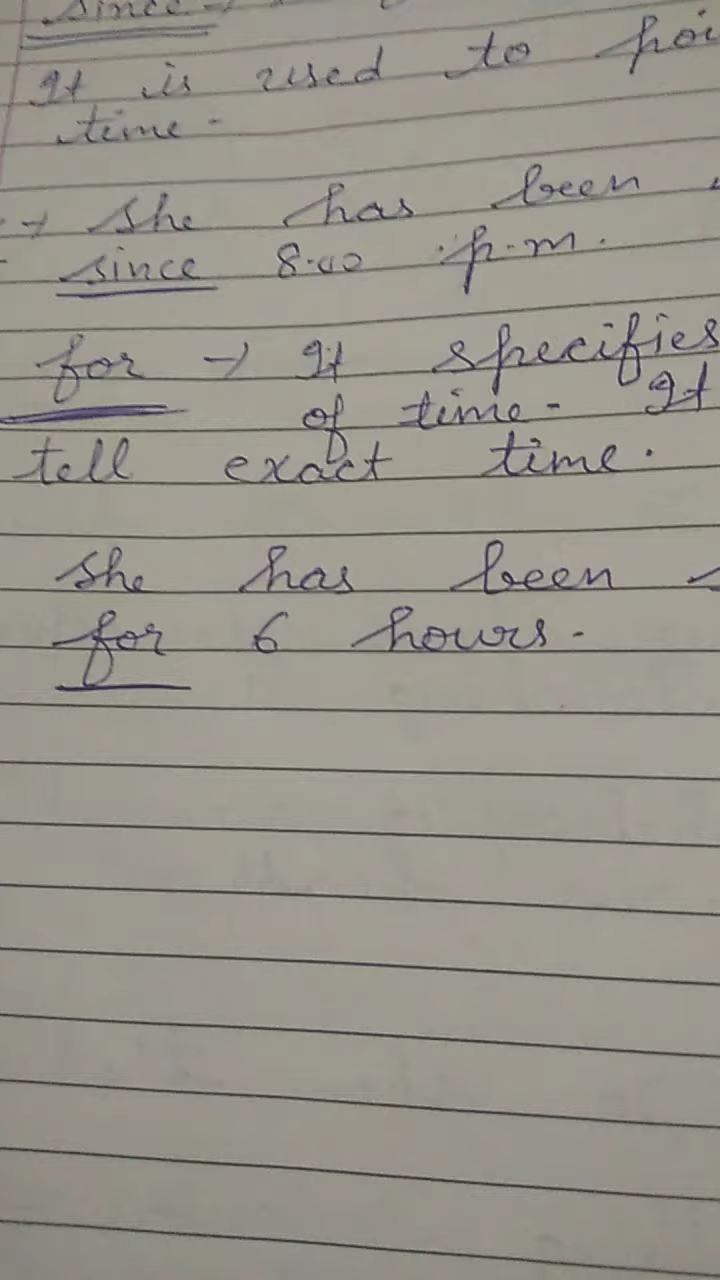 since →
It is used to poi
time -
→ She has been
since 8.00 p.m.
for → It specifies
of time - It
tell exact time.
She has been
for 6 hours.